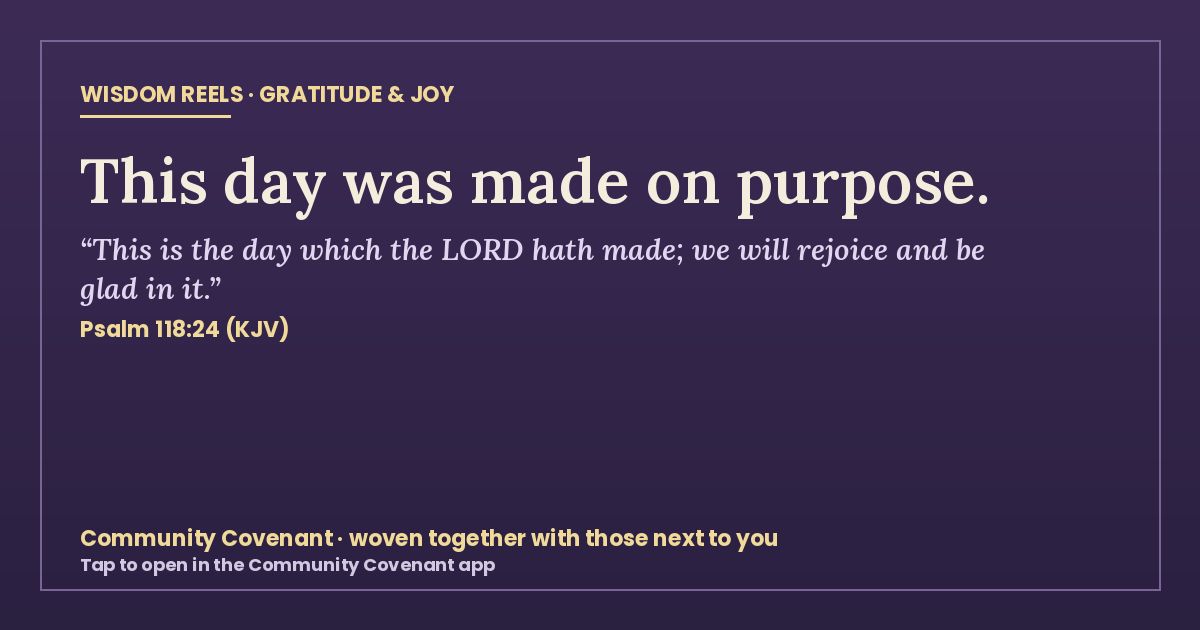 WISDOM REELS · GRATITUDE & JOY
This day was made on purpose.
“This is the day which the LORD hath made; we will rejoice and be
glad in it.”
Psalm 118:24 (KJV)
Community Covenant · woven together with those next to you
Tap to open in the Community Covenant app